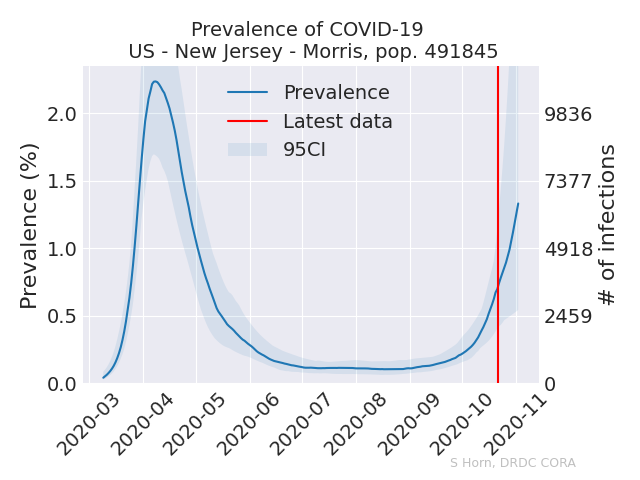 Prevalence of COVID-19
US - New Jersey - Morris, pop. 491845
Prevalence
Latest data
95CI
Prevalence (%)
2.0
1.5
1.0
0.5
0.0
# of infections
9836
7377
4918
2459
0
2020-03
2020-04
2020-05
2020-06
2020-07
2020-08
2020-09
2020-10
2020-11
S Horn, DRDC CORA